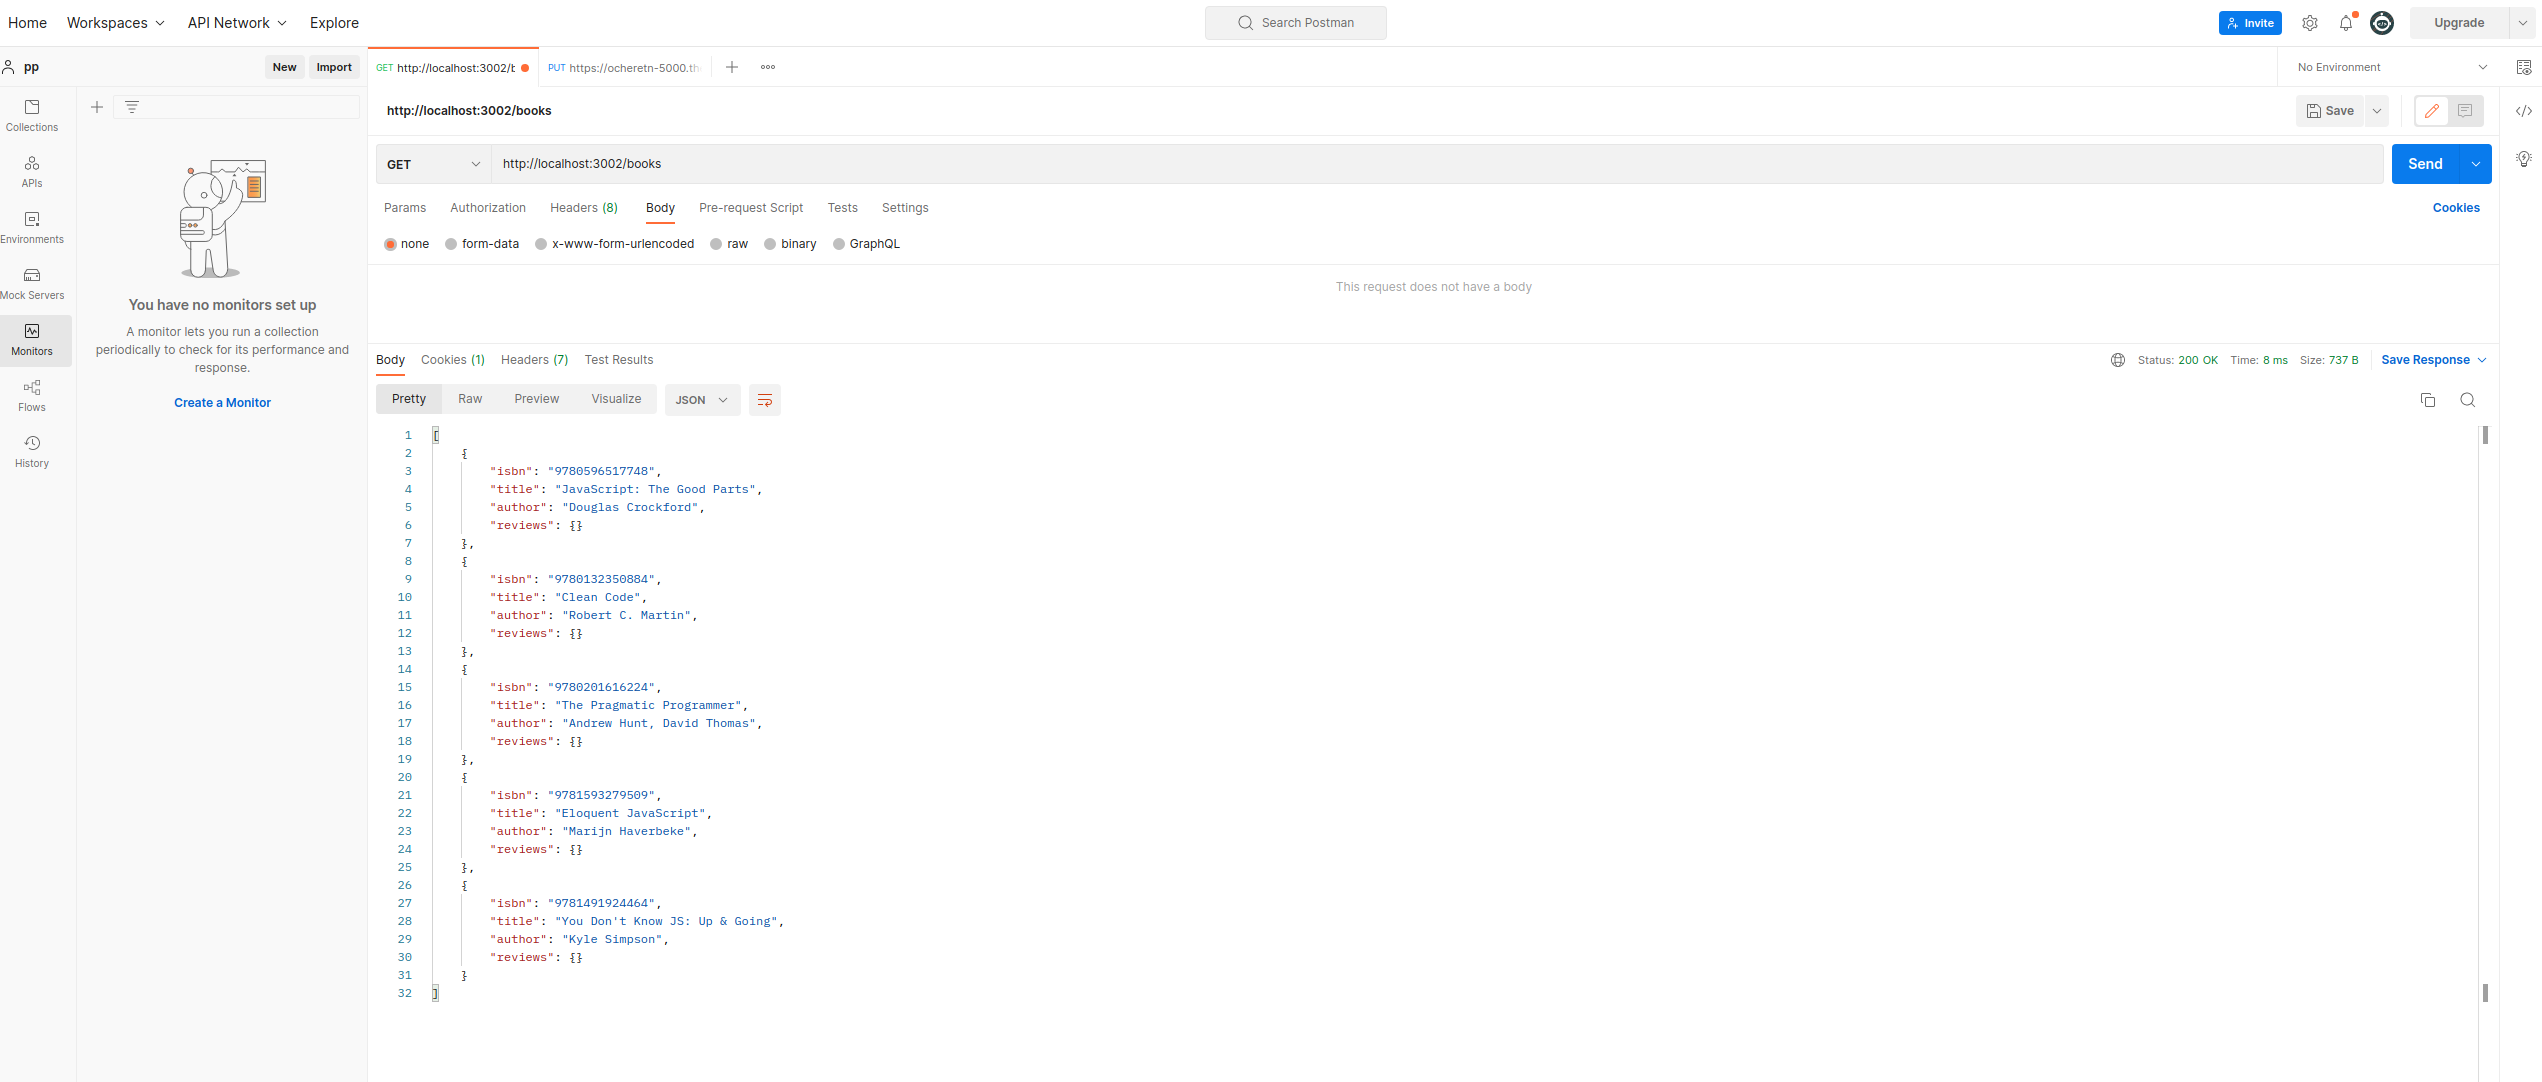 Home Workspaces API Network Explore Search Postman Invite Upgrade
pp New Import GET http://localhost:3002/b PUT https://ocheretn-5000.th No Environment
Collections
APIs
Environments
Mock Servers
Monitors
Flows
History
You have no monitors set up
A monitor lets you run a collection
periodically to check for its performance and
response.
Create a Monitor
http://localhost:3002/books Save
GET http://localhost:3002/books Send
Params Authorization Headers (8) Body Pre-request Script Tests Settings Cookies
none form-data x-www-form-urlencoded raw binary GraphQL
This request does not have a body
Body Cookies (1) Headers (7) Test Results Status: 200 OK Time: 8 ms Size: 737 B Save Response
Pretty Raw Preview Visualize JSON
1 [
2 {
3 "isbn": "9780596517748",
4 "title": "JavaScript: The Good Parts",
5 "author": "Douglas Crockford",
6 "reviews": {}
7 },
8 {
9 "isbn": "9780132350884",
10 "title": "Clean Code",
11 "author": "Robert C. Martin",
12 "reviews": {}
13 },
14 {
15 "isbn": "9780201616224",
16 "title": "The Pragmatic Programmer",
17 "author": "Andrew Hunt, David Thomas",
18 "reviews": {}
19 },
20 {
21 "isbn": "9781593279509",
22 "title": "Eloquent JavaScript",
23 "author": "Marijn Haverbeke",
24 "reviews": {}
25 },
26 {
27 "isbn": "9781491924464",
28 "title": "You Don't Know JS: Up & Going",
29 "author": "Kyle Simpson",
30 "reviews": {}
31 }
32 ]